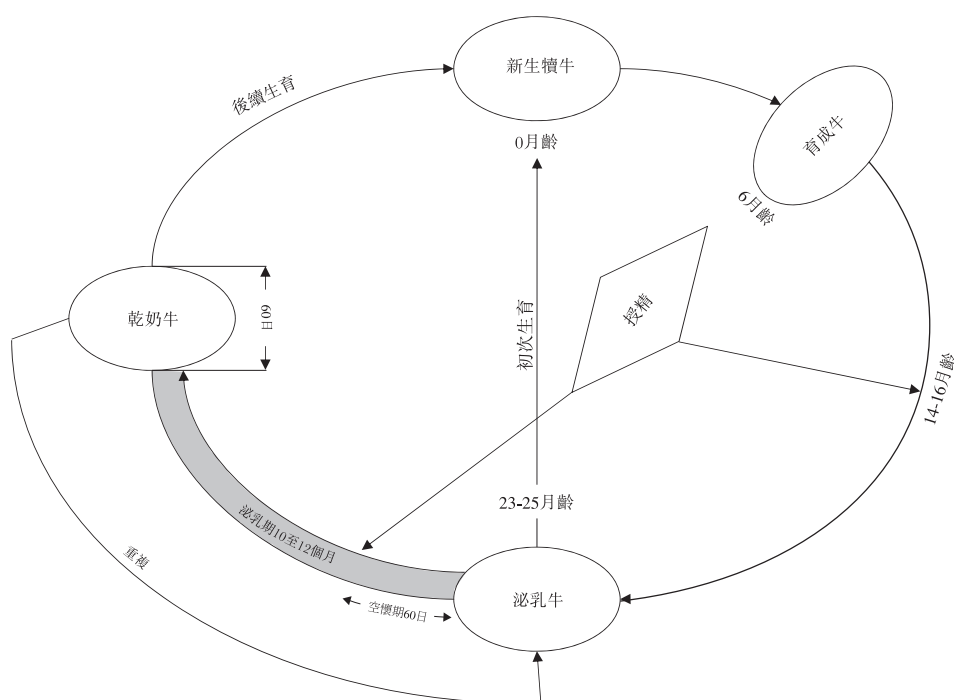 新生犢牛
後續生育
0月齡
育成牛
6月齡
授精
初次生育
乾奶牛
60日
14-16月齡
23-25月齡
泌乳期10至12個月
泌乳牛
空懷期60日
重複